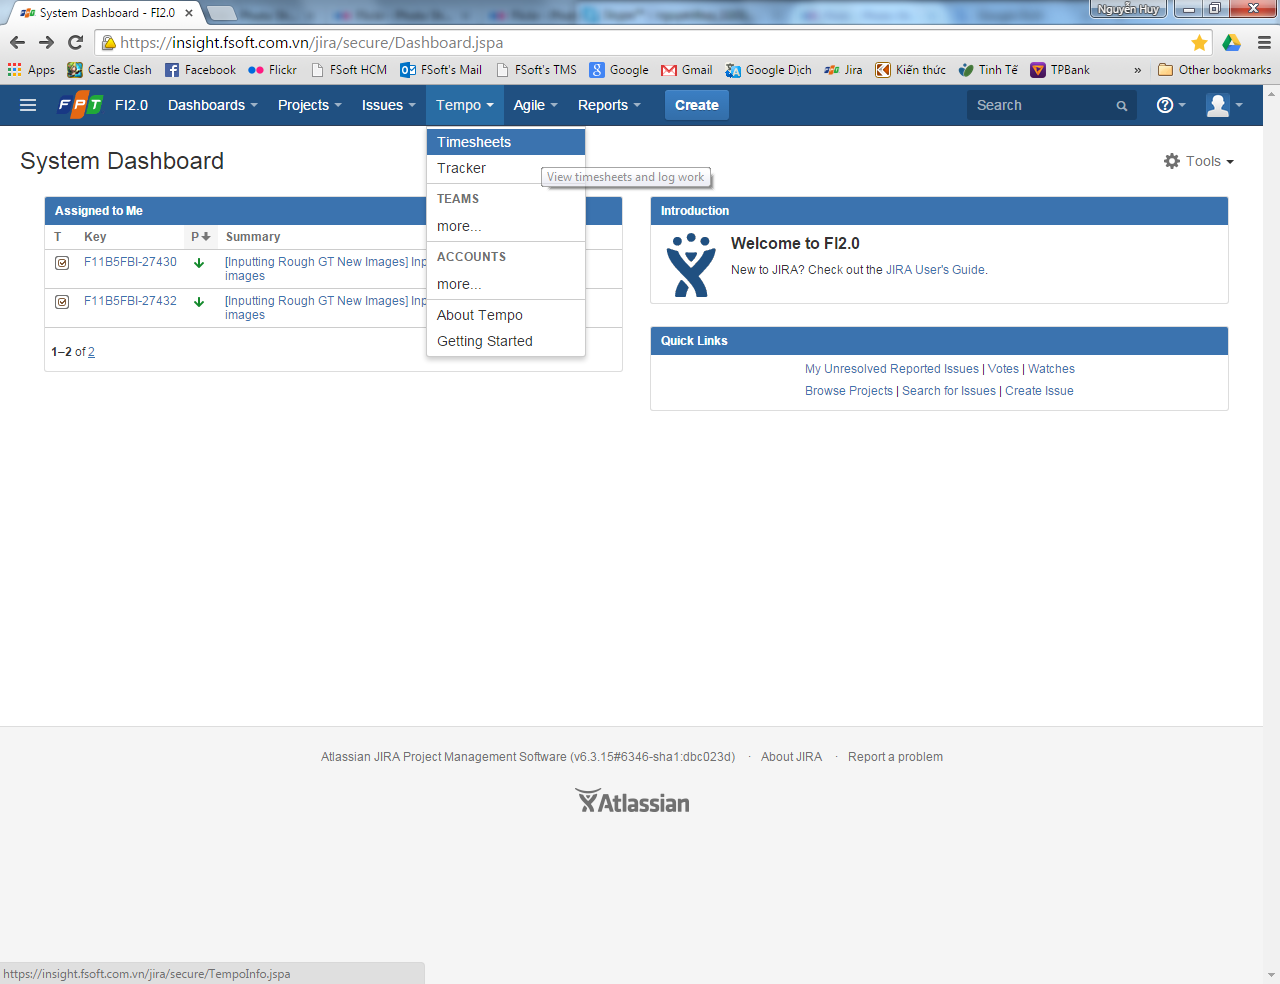 System Dashboard - FI2.0
Nguyễn Huy
https://insight.fsoft.com.vn/jira/secure/Dashboard.jspa
Apps Castle Clash Facebook Flickr FSoft HCM FSoft's Mail FSoft's TMS Google Gmail Google Dịch Jira Kiến thức Tinh Tế TPBank » Other bookmarks
FPT FI2.0 Dashboards Projects Issues Tempo Agile Reports Create Search
Timesheets
Tracker
View timesheets and log work
TEAMS
more...
ACCOUNTS
more...
About Tempo
Getting Started
System Dashboard
Tools
Assigned to Me
T Key P Summary
F11B5FBI-27430 [Inputting Rough GT New Images] Inp
images
F11B5FBI-27432 [Inputting Rough GT New Images] Inp
images
1–2 of 2
Introduction
Welcome to FI2.0
New to JIRA? Check out the JIRA User's Guide.
Quick Links
My Unresolved Reported Issues | Votes | Watches
Browse Projects | Search for Issues | Create Issue
Atlassian JIRA Project Management Software (v6.3.15#6346-sha1:dbc023d) · About JIRA · Report a problem
Atlassian
https://insight.fsoft.com.vn/jira/secure/TempoInfo.jspa